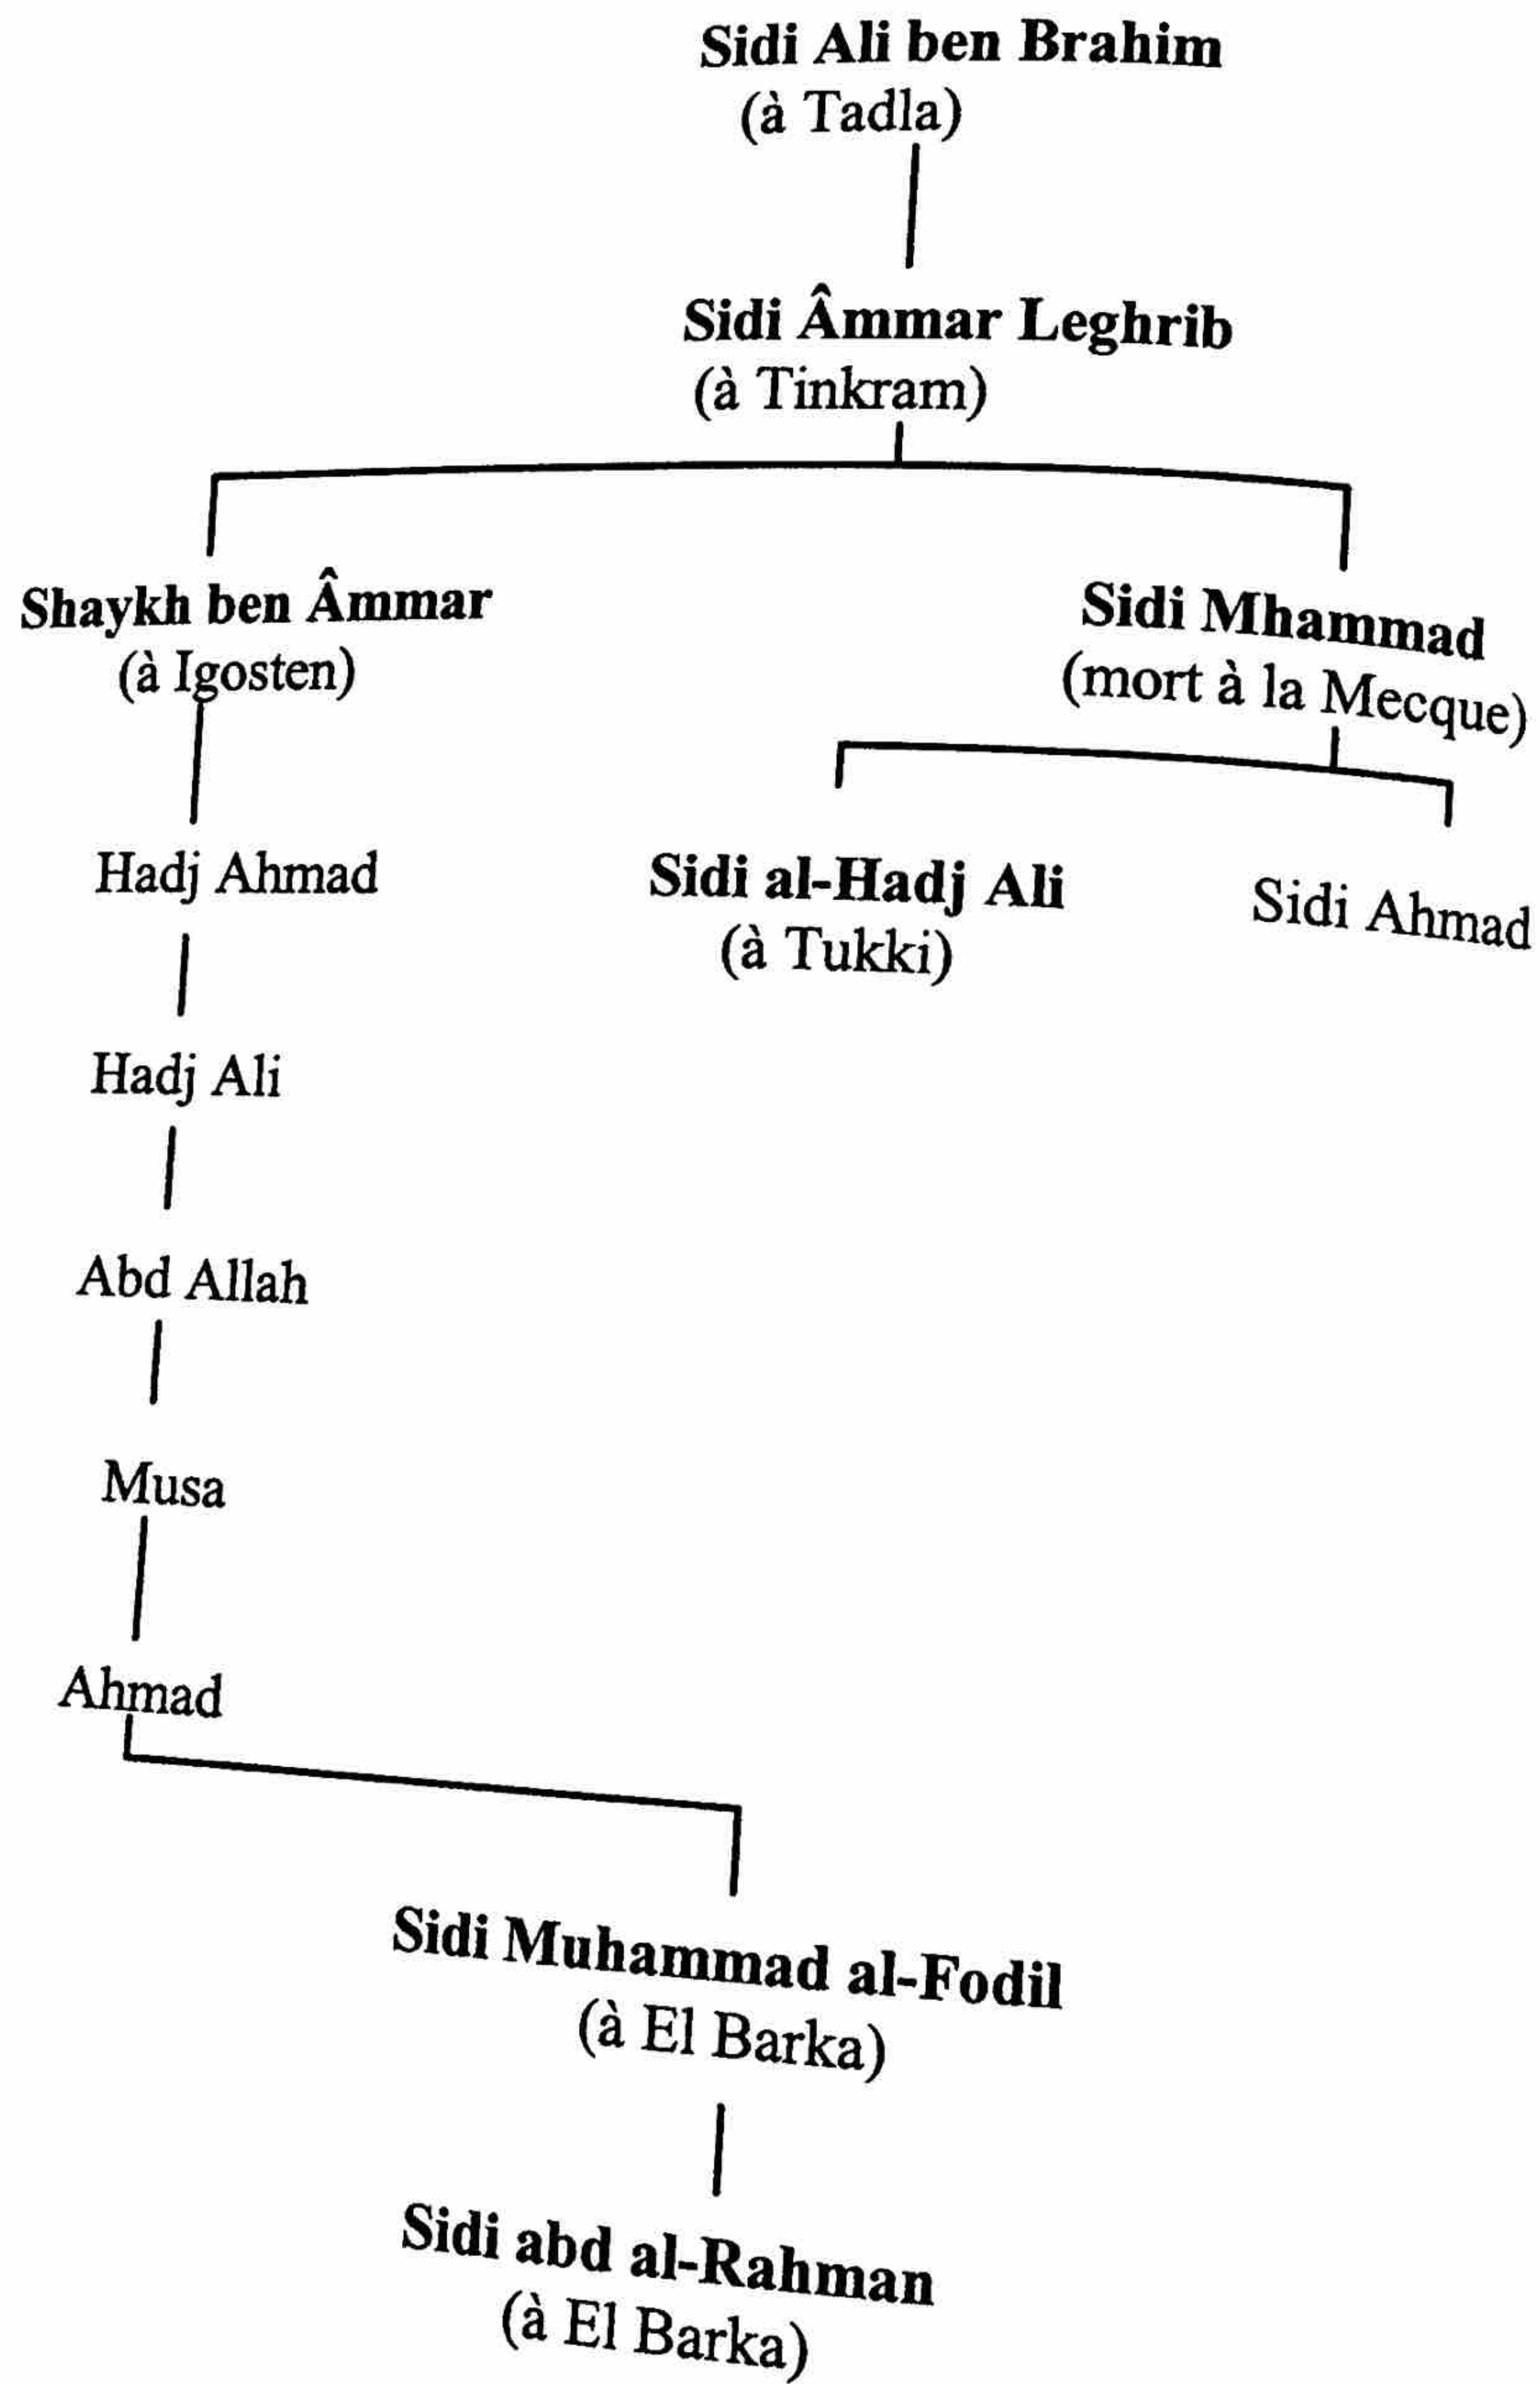 Sidi Ali ben Brahim
(à Tadla)
Sidi Âmmar Leghrib
(à Tinkram)
Shaykh ben Âmmar
(à Igosten)
Sidi Mhammad
(mort à la Mecque)
Hadj Ahmad
Sidi al-Hadj Ali
(à Tukki)
Sidi Ahmad
Hadj Ali
Abd Allah
Musa
Ahmad
Sidi Muhammad al-Fodil
(à El Barka)
Sidi abd al-Rahman
(à El Barka)